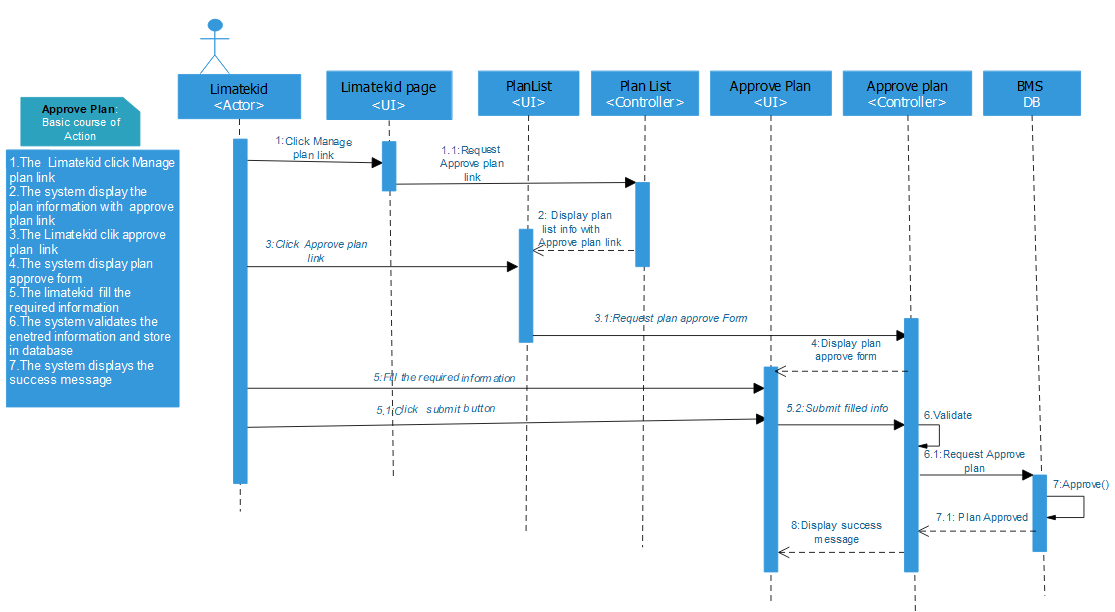 Limatekid
<Actor>
Limatekid page
<UI>
PlanList
<UI>
Plan List
<Controller>
Approve Plan
<UI>
Approve plan
<Controller>
BMS
DB
Approve Plan:
Basic course of
Action
1.The Limatekid click Manage
plan link
2.The system display the
plan information with approve
plan link
3.The Limatekid clik approve
plan link
4.The system display plan
approve form
5.The limatekid fill the
required information
6.The system validates the
enetred information and store
in database
7.The system displays the
success message
1:Click Manage
plan link
1.1:Request
Approve plan
link
2: Display plan
list info with
Approve plan link
3:Click Approve plan
link
3.1:Request plan approve Form
4:Display plan
approve form
5:Fill the required information
5.1:Click submit button
5.2:Submit filled info
6.Validate
6.1:Request Approve
plan
7:Approve()
7.1: Plan Approved
8:Display success
message